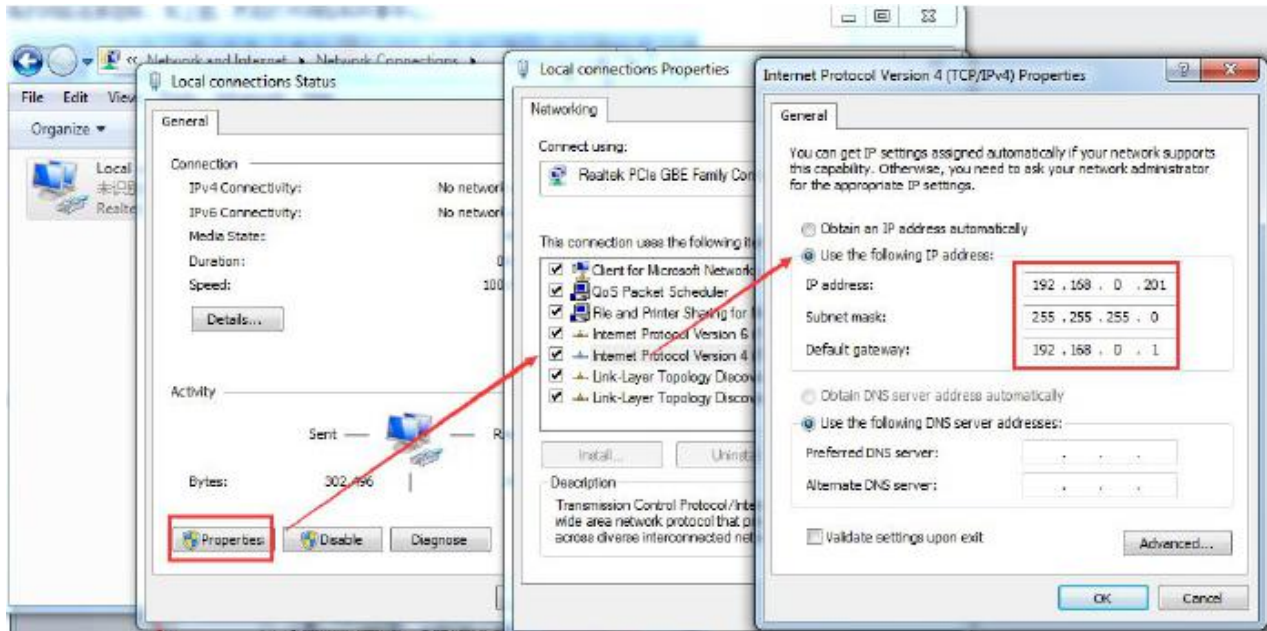 Network and Internet ▸ Network Connections ▸
File Edit View
Organize ▾
Local
未识别
Realte
Local connections Status
General
Connection
IPv4 Connectivity: No network
IPv6 Connectivity: No network
Media State:
Duration:
Speed: 100
Details...
Activity
Sent — — R
Bytes: 302,496
Properties
Disable
Diagnose
Local connections Properties
Networking
Connect using:
Realtek PCIe GBE Family Con
This connection uses the following ite
Client for Microsoft Network
QoS Packet Scheduler
File and Printer Sharing for
Internet Protocol Version 6
Internet Protocol Version 4
Link-Layer Topology Discov
Link-Layer Topology Discov
Install...
Uninsta
Description
Transmission Control Protocol/Inte
wide area network protocol that p
across diverse interconnected net
Internet Protocol Version 4 (TCP/IPv4) Properties
General
You can get IP settings assigned automatically if your network supports
this capability. Otherwise, you need to ask your network administrator
for the appropriate IP settings.
Obtain an IP address automatically
Use the following IP address:
IP address: 192 . 168 . 0 . 201
Subnet mask: 255 . 255 . 255 . 0
Default gateway: 192 . 168 . 0 . 1
Obtain DNS server address automatically
Use the following DNS server addresses:
Preferred DNS server: . . .
Alternate DNS server: . . .
Validate settings upon exit
Advanced...
OK
Cancel